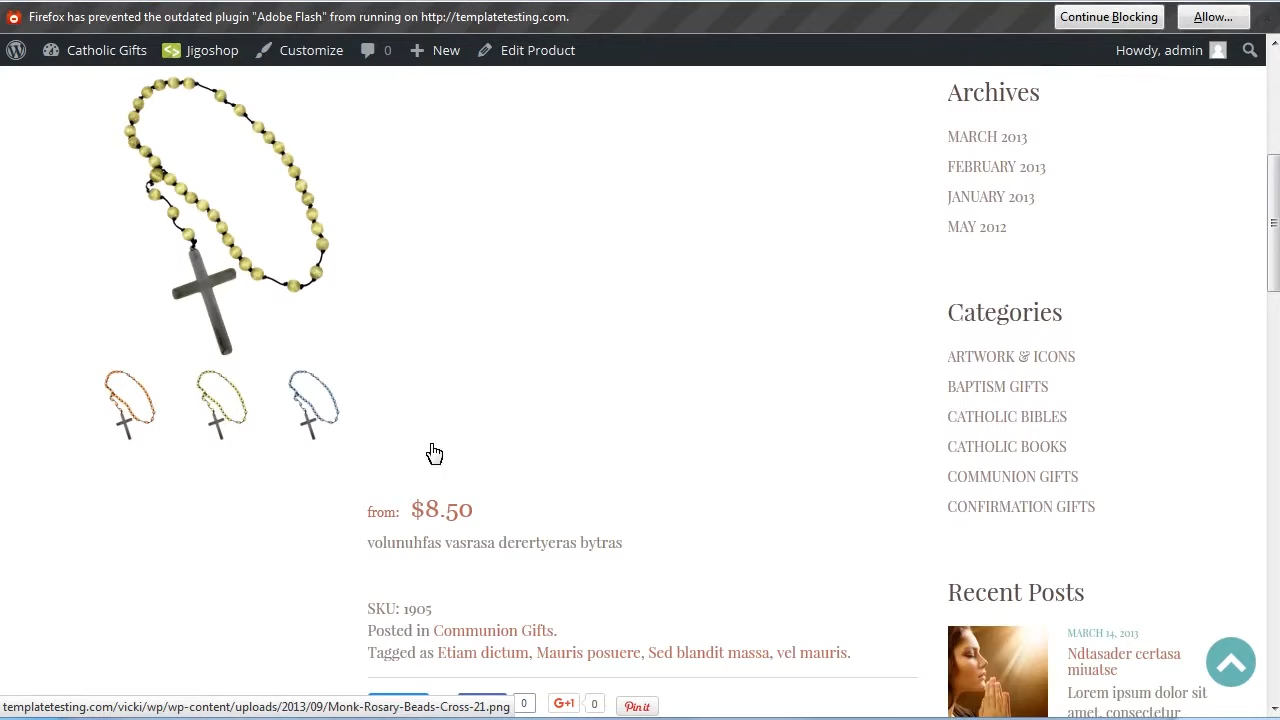 Firefox has prevented the outdated plugin "Adobe Flash" from running on http://templatetesting.com.
Continue Blocking
Allow...
Catholic Gifts
Jigoshop
Customize
0
New
Edit Product
Howdy, admin
from: $8.50
volunuhfas vasrasa derertyeras bytras
SKU: 1905
Posted in Communion Gifts.
Tagged as Etiam dictum, Mauris posuere, Sed blandit massa, vel mauris.
0
G+1
0
Pin it
templatetesting.com/vicki/wp/wp-content/uploads/2013/09/Monk-Rosary-Beads-Cross-21.png
Archives
MARCH 2013
FEBRUARY 2013
JANUARY 2013
MAY 2012
Categories
ARTWORK & ICONS
BAPTISM GIFTS
CATHOLIC BIBLES
CATHOLIC BOOKS
COMMUNION GIFTS
CONFIRMATION GIFTS
Recent Posts
MARCH 14, 2013
Ndtasader certasa
miuatse
Lorem ipsum dolor sit
amet, consectetur